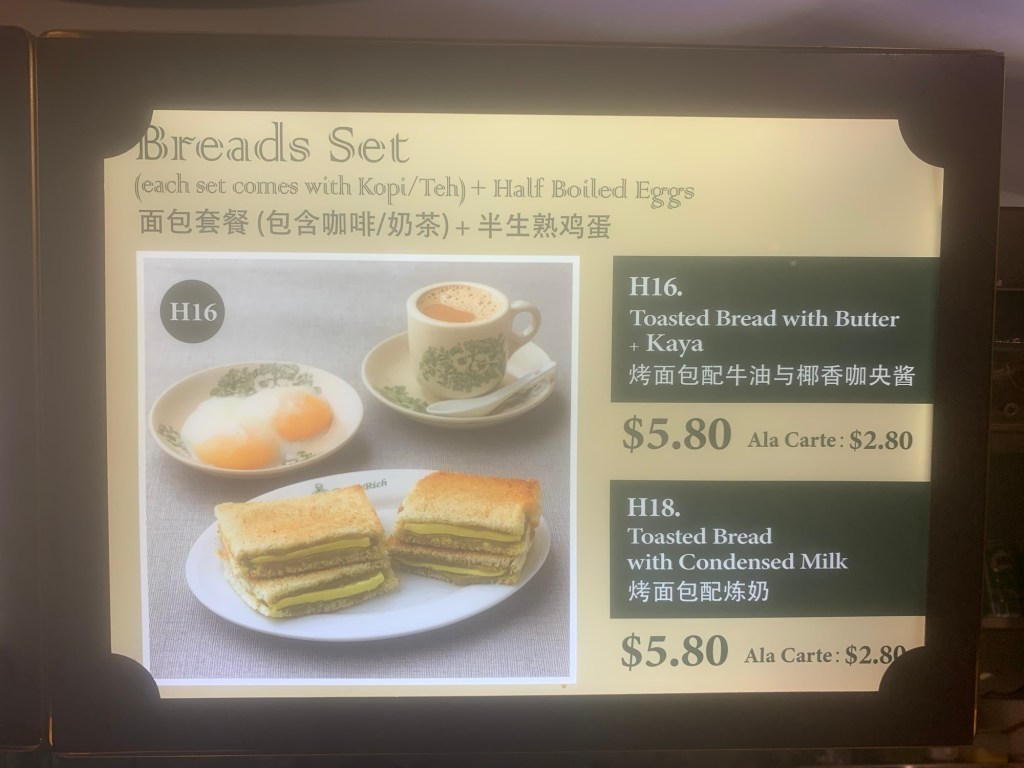 Breads Set
(each set comes with Kopi/Teh) + Half Boiled Eggs
面包套餐 (包含咖啡/奶茶) + 半生熟鸡蛋
H16
H16.
Toasted Bread with Butter
+ Kaya
烤面包配牛油与椰香咖央酱
$5.80 Ala Carte: $2.80
Rich
H18.
Toasted Bread
with Condensed Milk
烤面包配炼奶
$5.80 Ala Carte: $2.80